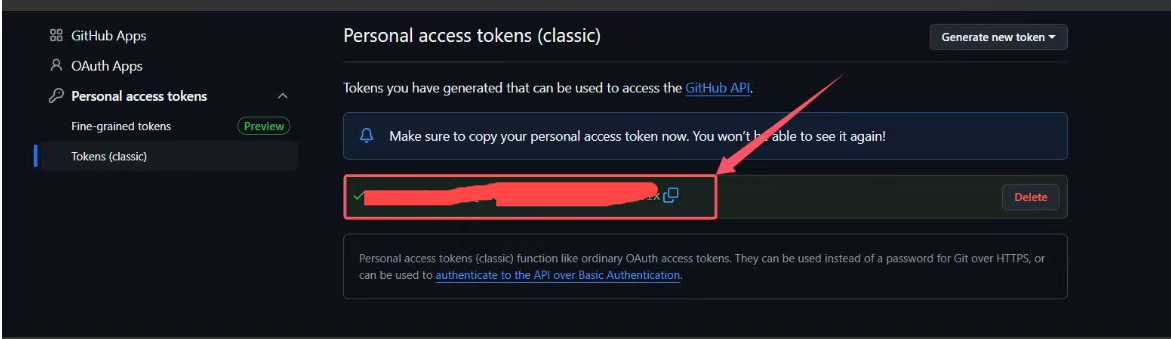 GitHub Apps
OAuth Apps
Personal access tokens
Fine-grained tokens Preview
Tokens (classic)
Personal access tokens (classic)
Generate new token
Tokens you have generated that can be used to access the GitHub API.
Make sure to copy your personal access token now. You won't be able to see it again!
Delete
Personal access tokens (classic) function like ordinary OAuth access tokens. They can be used instead of a password for Git over HTTPS, or
can be used to authenticate to the API over Basic Authentication.